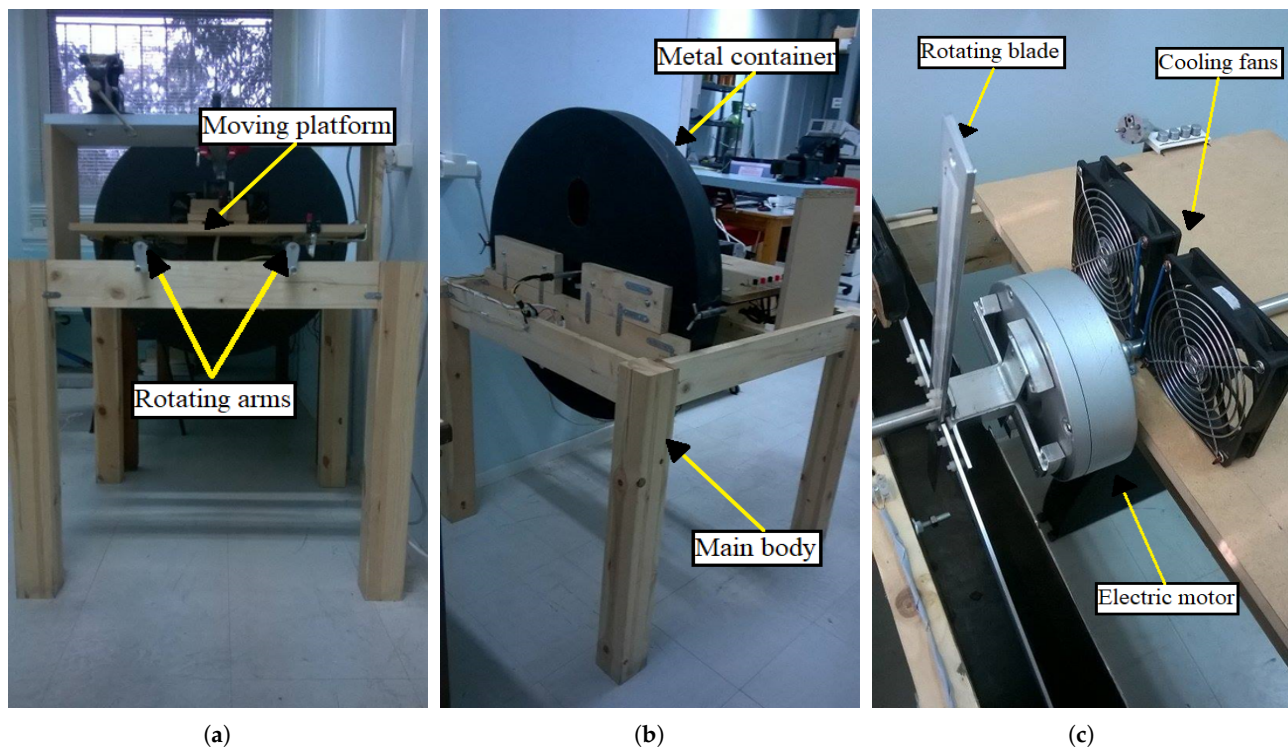 Moving platform
Rotating arms
(a)
Metal container
Main body
(b)
Rotating blade
Cooling fans
Electric motor
(c)